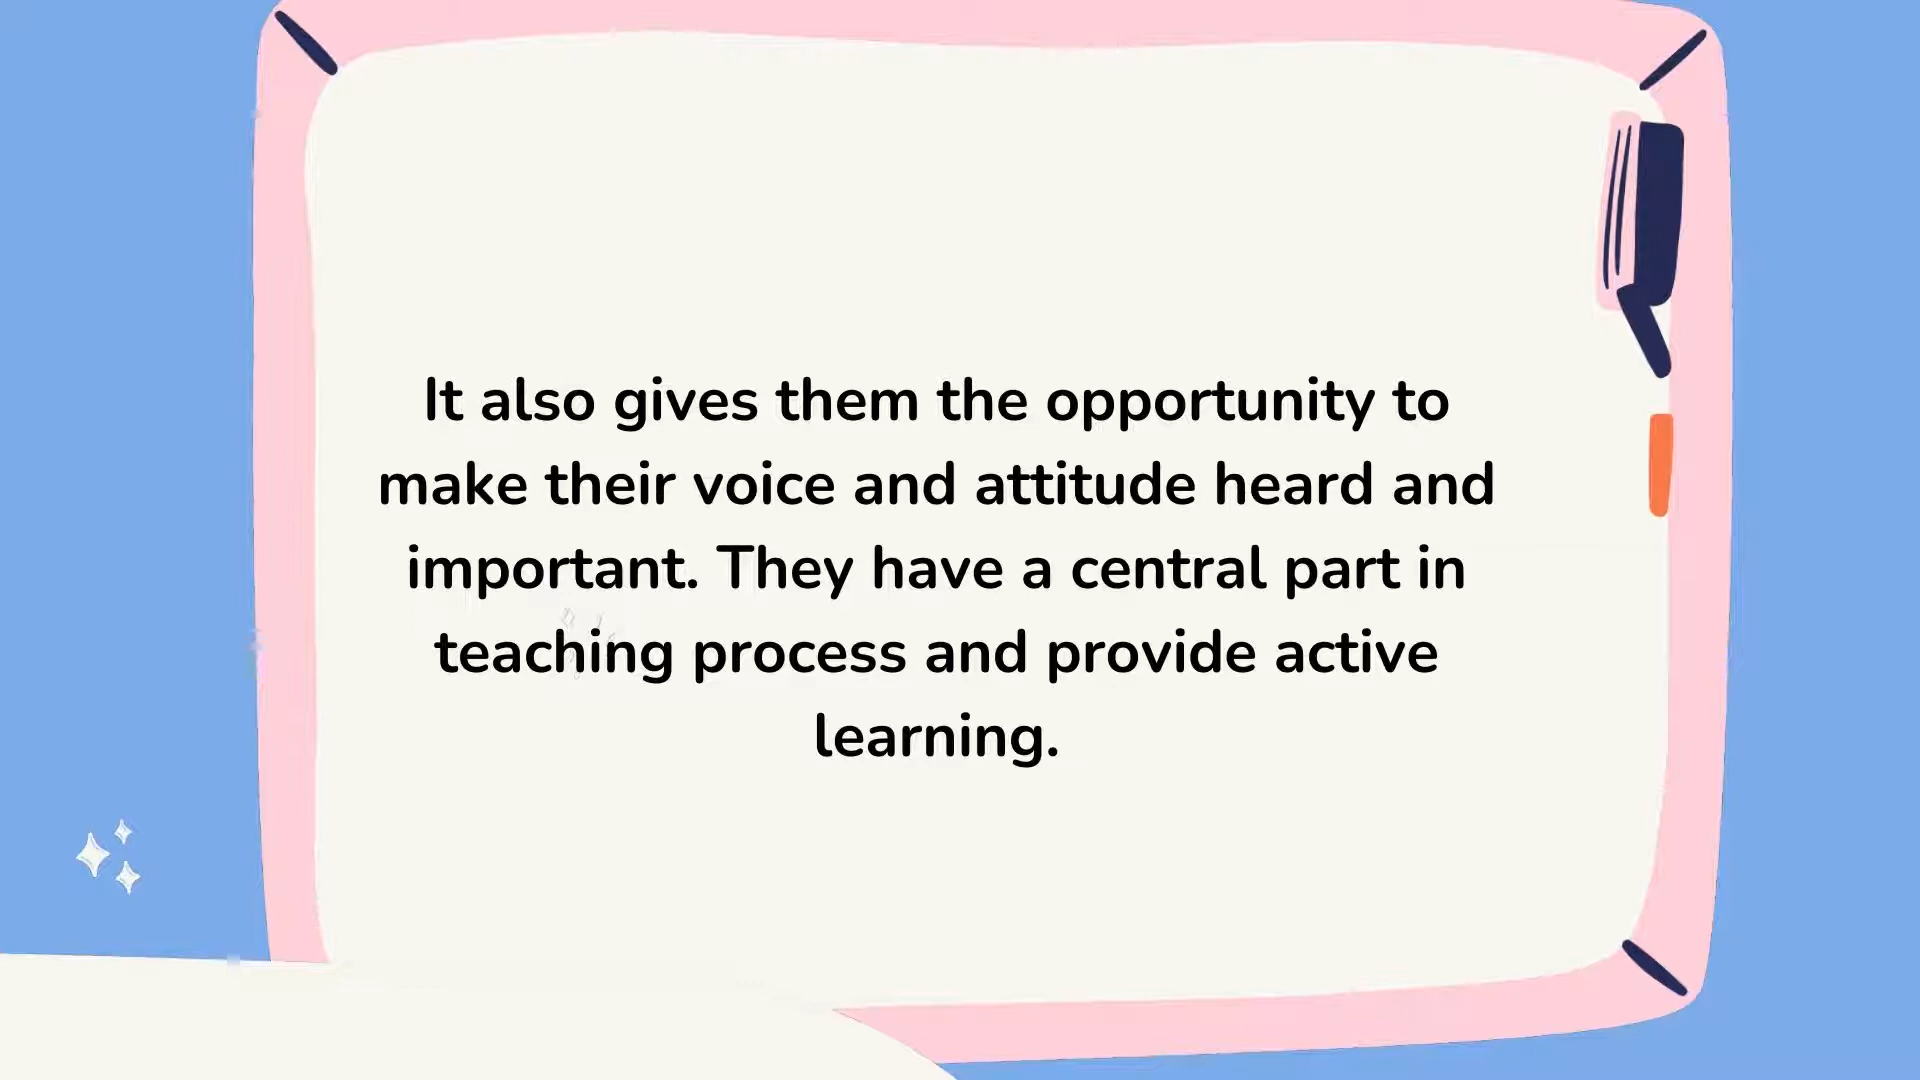 It also gives them the opportunity to
make their voice and attitude heard and
important. They have a central part in
teaching process and provide active
learning.